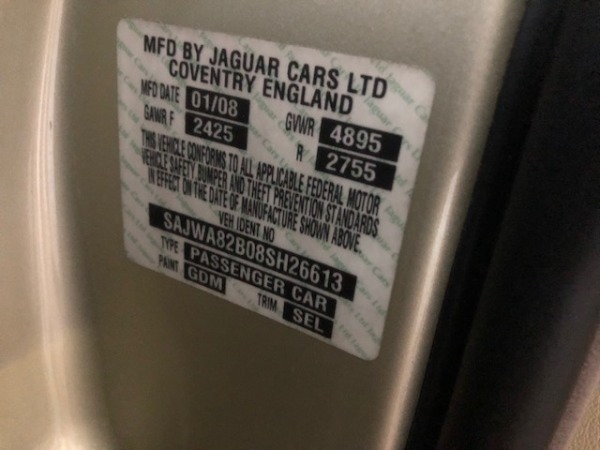 MFD BY JAGUAR CARS LTD
COVENTRY ENGLAND
MFD DATE 01/08 GVWR 4895
GAWR F 2425 R 2755
THIS VEHICLE CONFORMS TO ALL APPLICABLE FEDERAL MOTOR
VEHICLE SAFETY BUMPER AND THEFT PREVENTION STANDARDS
IN EFFECT ON THE DATE OF MANUFACTURE SHOWN ABOVE.
VEH IDENT NO
SAJWA82B08SH26613
TYPE PASSENGER CAR
PAINT GDM TRIM SEL